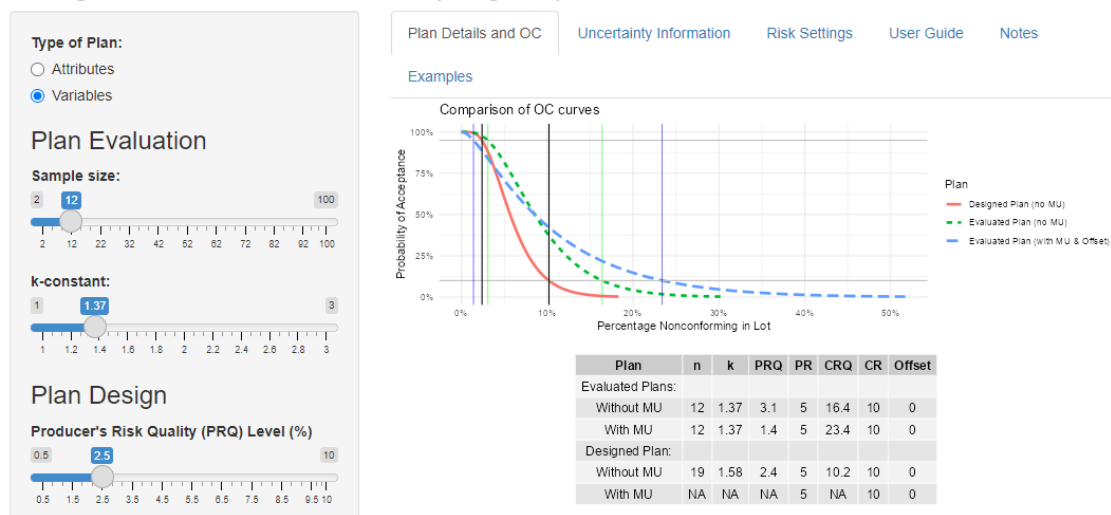 Type of Plan:
Attributes
Variables
Plan Evaluation
Sample size:
2 12 100
2 12 22 32 42 52 62 72 82 92 100
k-constant:
1 1.37 3
1 1.2 1.4 1.6 1.8 2 2.2 2.4 2.6 2.8 3
Plan Design
Producer's Risk Quality (PRQ) Level (%)
0.5 2.5 10
0.5 1.5 2.5 3.5 4.5 5.5 6.5 7.5 8.5 9.5 10
Plan Details and OC Uncertainty Information Risk Settings User Guide Notes
Examples
Comparison of OC curves
Probability of Acceptance
100%
75%
50%
25%
0%
0% 10% 20% 30% 40% 50%
Percentage Nonconforming in Lot
Plan
Designed Plan (no MU)
Evaluated Plan (no MU)
Evaluated Plan (with MU & Offset)
Plan n k PRQ PR CRQ CR Offset
Evaluated Plans:
Without MU 12 1.37 3.1 5 16.4 10 0
With MU 12 1.37 1.4 5 23.4 10 0
Designed Plan:
Without MU 19 1.58 2.4 5 10.2 10 0
With MU NA NA NA 5 NA 10 0